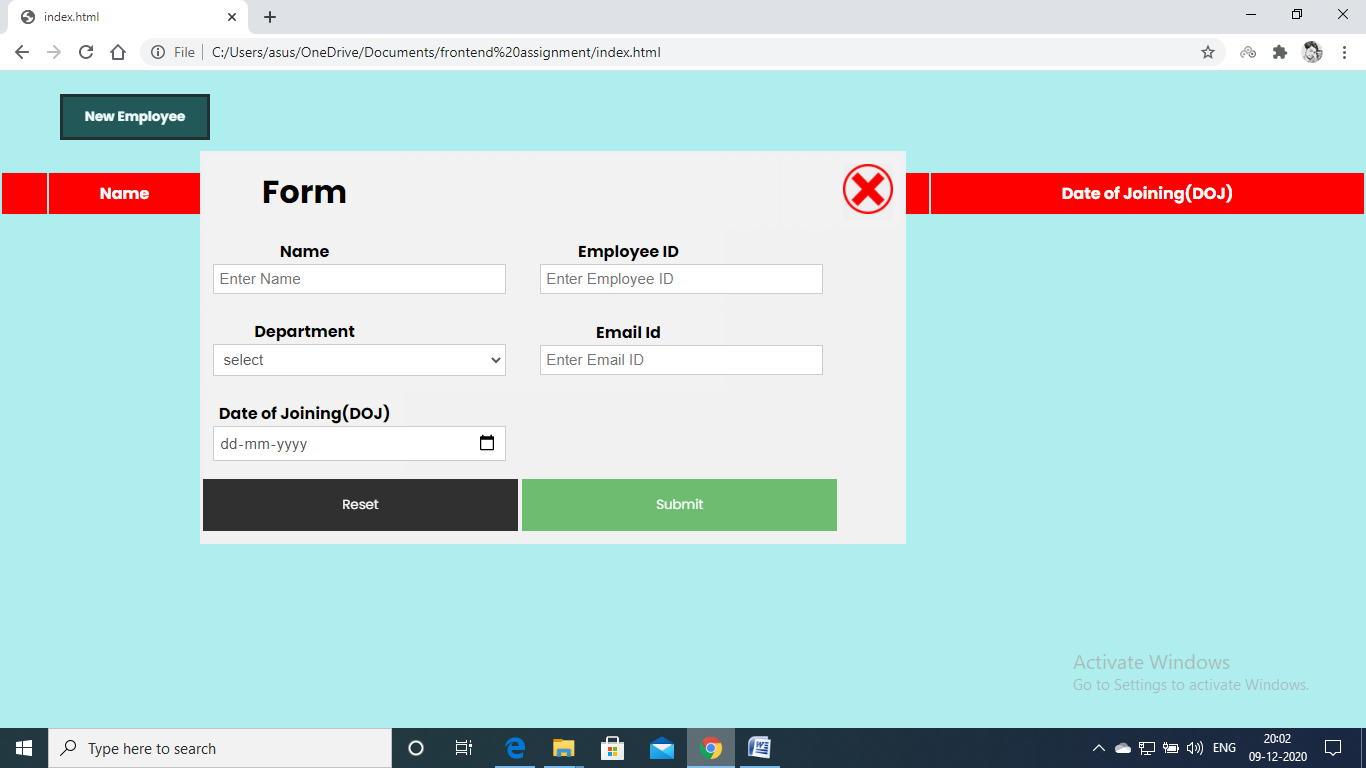 index.html
File
C:/Users/asus/OneDrive/Documents/frontend%20assignment/index.html
New Employee
Name
Date of Joining(DOJ)
Form
Name
Employee ID
Enter Name
Enter Employee ID
Department
Email Id
select
Enter Email ID
Date of Joining(DOJ)
dd-mm-yyyy
Reset
Submit
Activate Windows
Go to Settings to activate Windows.
Type here to search
ENG
20:02
09-12-2020